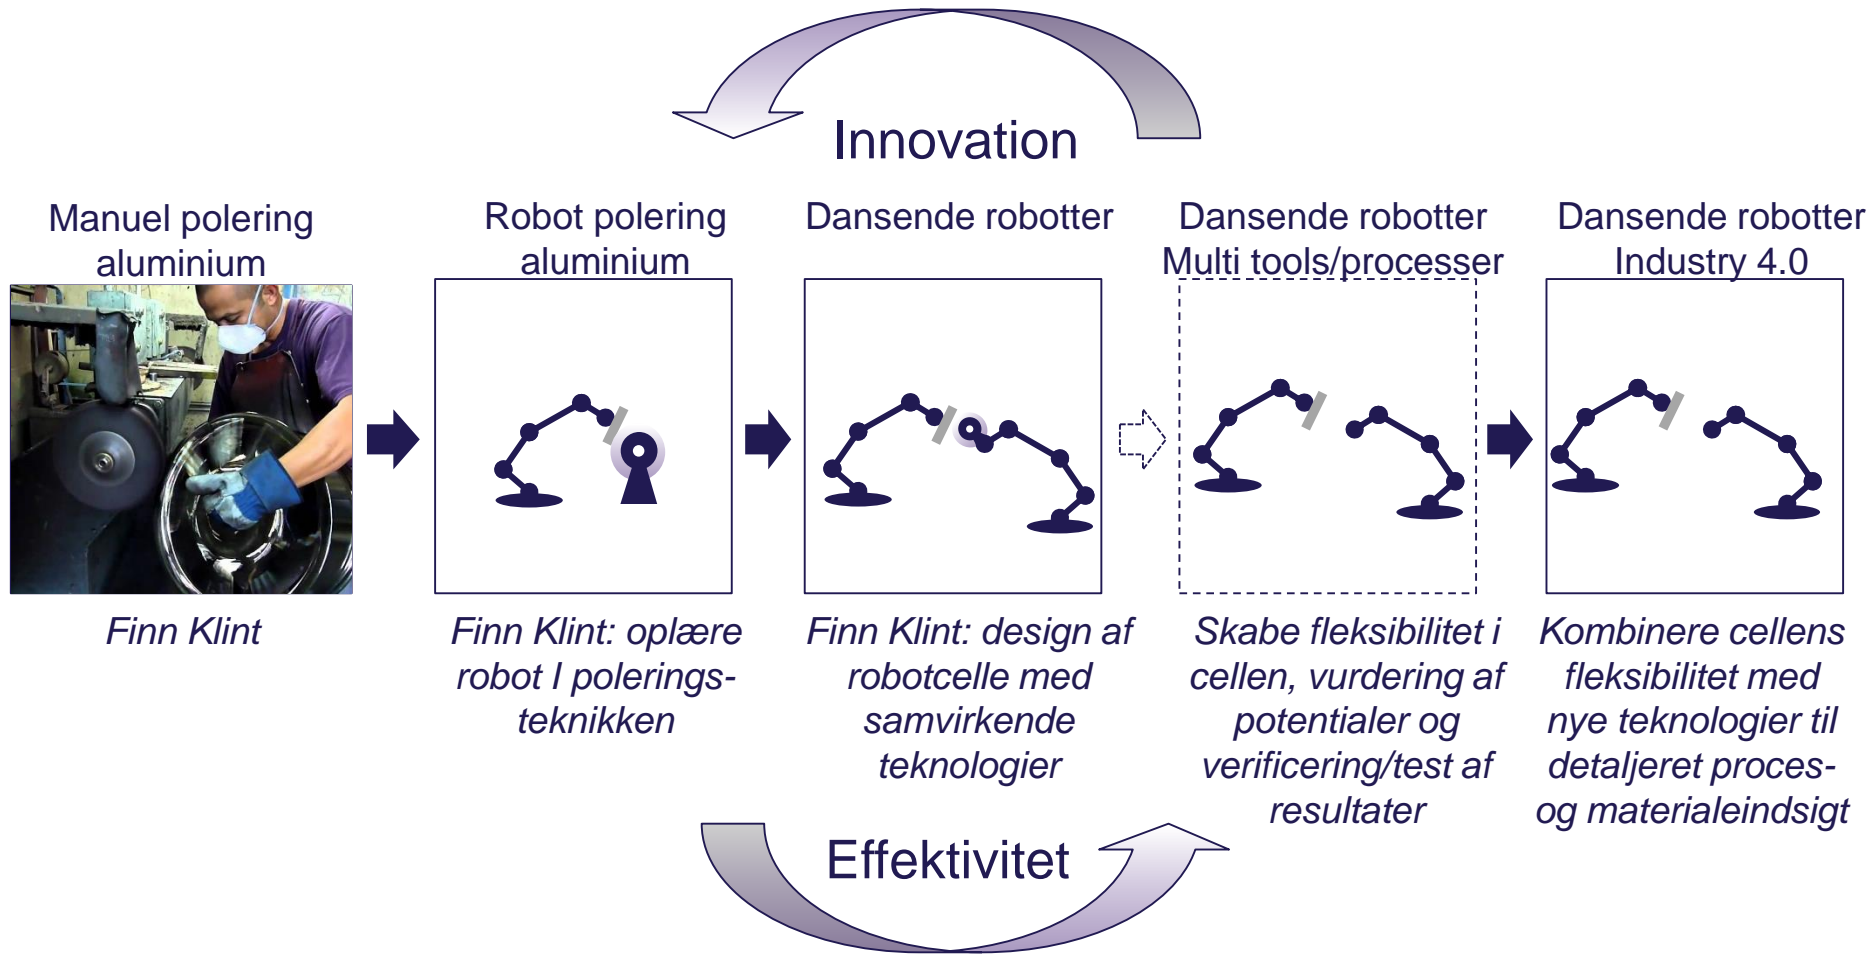 Innovation
Manuel polering
aluminium
Robot polering
aluminium
Dansende robotter
Dansende robotter
Multi tools/processer
Dansende robotter
Industry 4.0
Finn Klint
Finn Klint: oplære
robot I polerings-
teknikken
Finn Klint: design af
robotcelle med
samvirkende
teknologier
Skabe fleksibilitet i
cellen, vurdering af
potentialer og
verificering/test af
resultater
Kombinere cellens
fleksibilitet med
nye teknologier til
detaljeret proces-
og materialeindsigt
Effektivitet